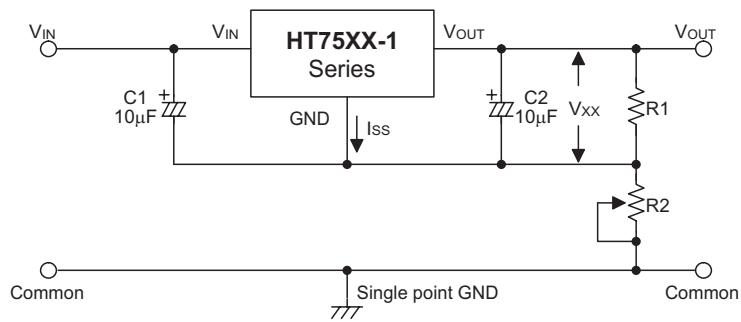 VIN
VIN
HT75XX-1
Series
VOUT
VOUT
C1
10μF
GND
ISS
C2
10μF
VXX
R1
R2
Common
Single point GND
Common